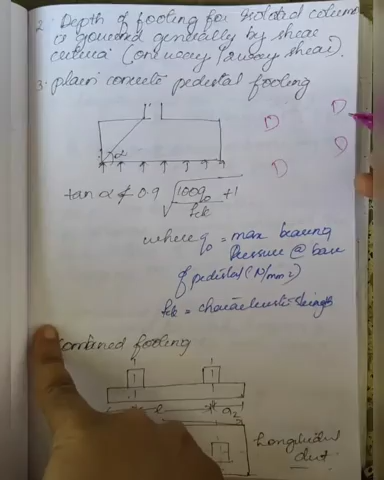 2. Depth of footing for isolated column
is governed generally by shear
criteria (one way / 2 way shear).
3. plain concrete pedestal footing
α
tan α ≮ 0.9 √(100q₀/fck + 1)
where q₀ = max bearing
pressure @ base
of pedestal (N/mm²)
fck = characteristic strength
Combined footing
a₂
Longitudinal